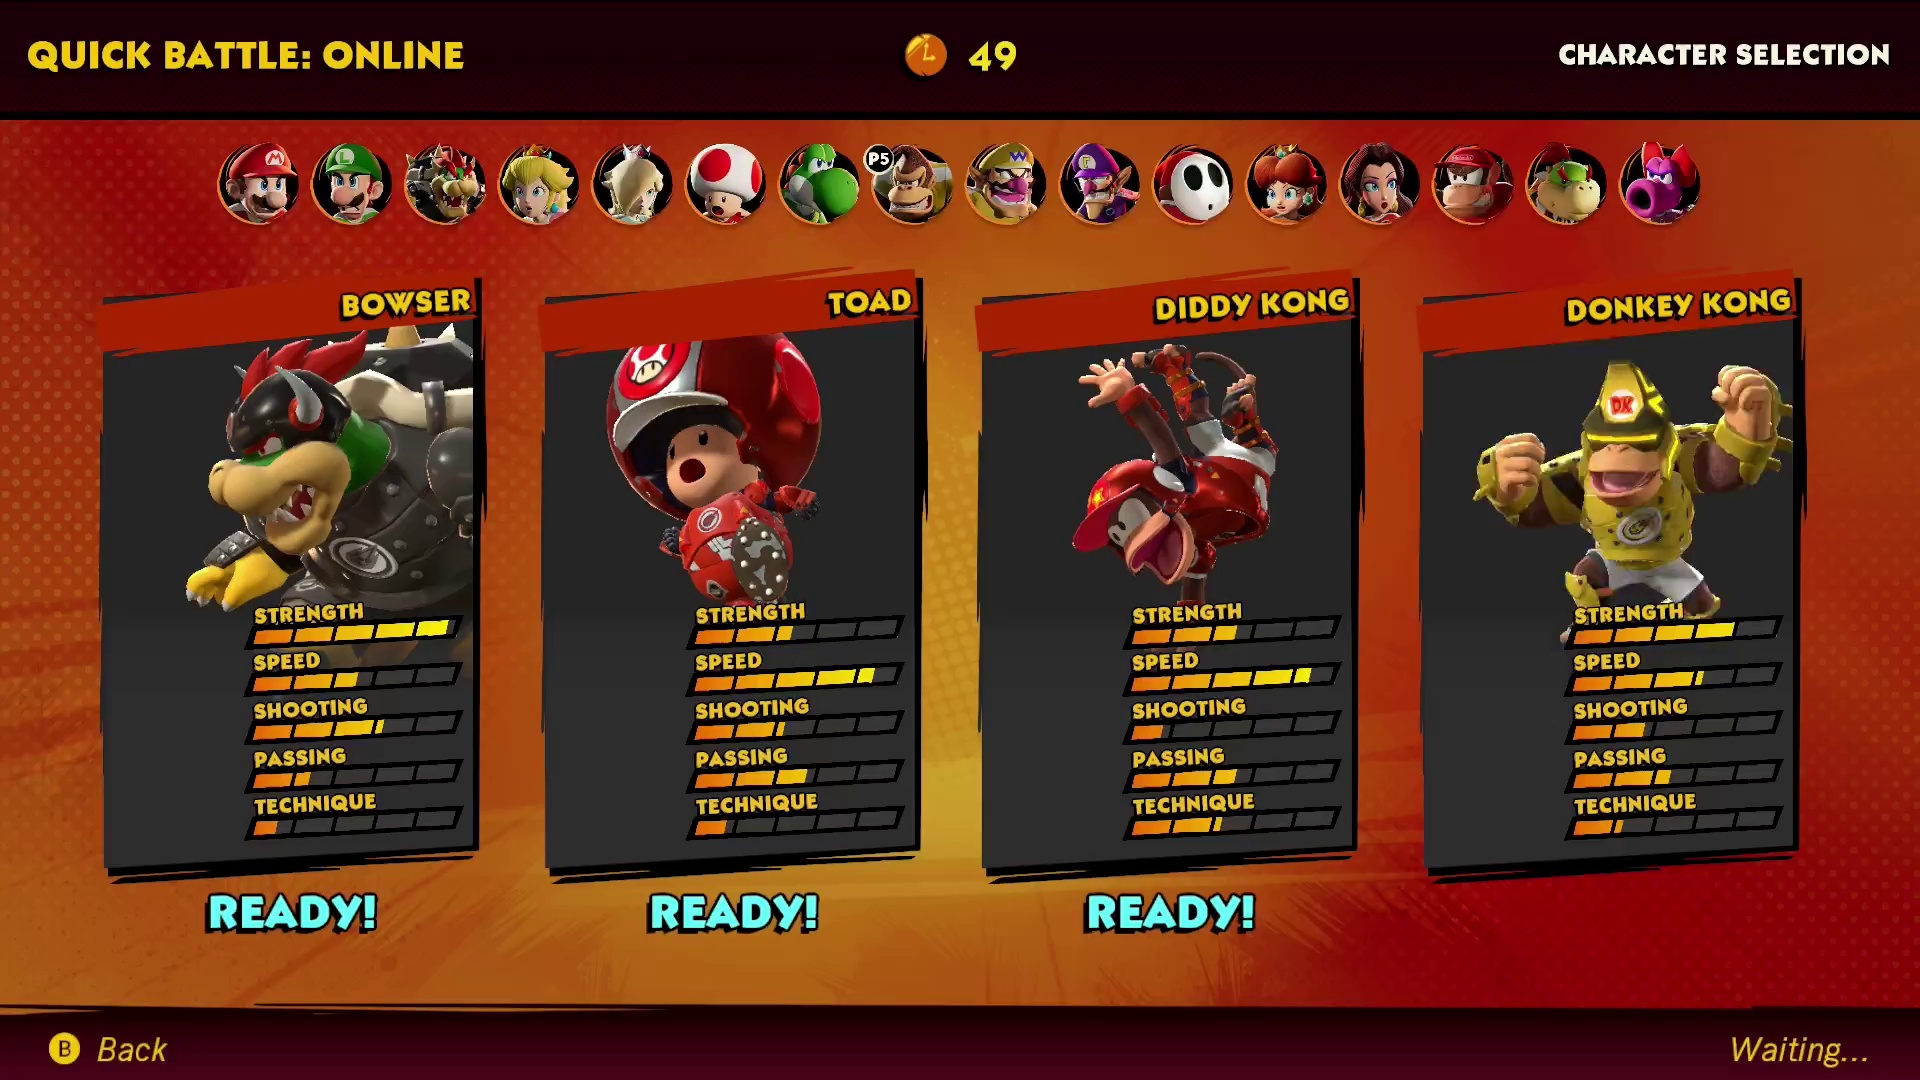 QUICK BATTLE: ONLINE
49
CHARACTER SELECTION
P5
BOWSER
TOAD
DIDDY KONG
DONKEY KONG
DK
STRENGTH
SPEED
SHOOTING
PASSING
TECHNIQUE
STRENGTH
SPEED
SHOOTING
PASSING
TECHNIQUE
STRENGTH
SPEED
SHOOTING
PASSING
TECHNIQUE
STRENGTH
SPEED
SHOOTING
PASSING
TECHNIQUE
READY!
READY!
READY!
B Back
Waiting...